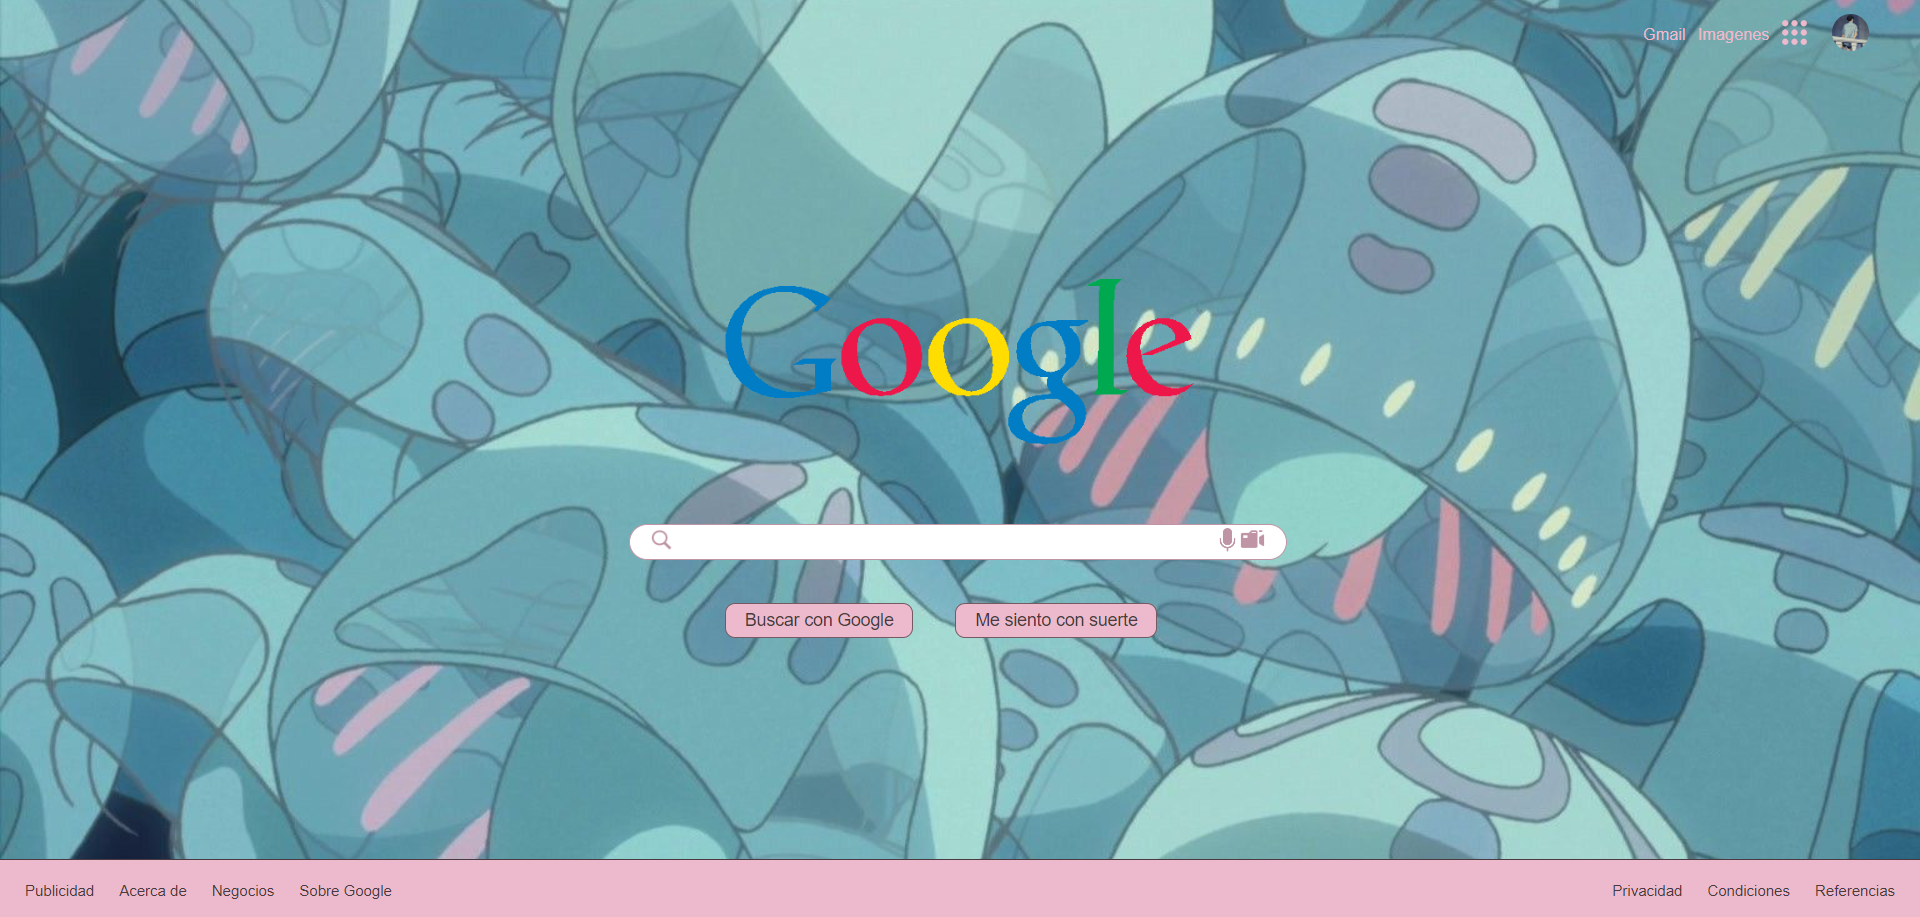 Gmail Imagenes
Google
Buscar con Google Me siento con suerte
Publicidad Acerca de Negocios Sobre Google Privacidad Condiciones Referencias